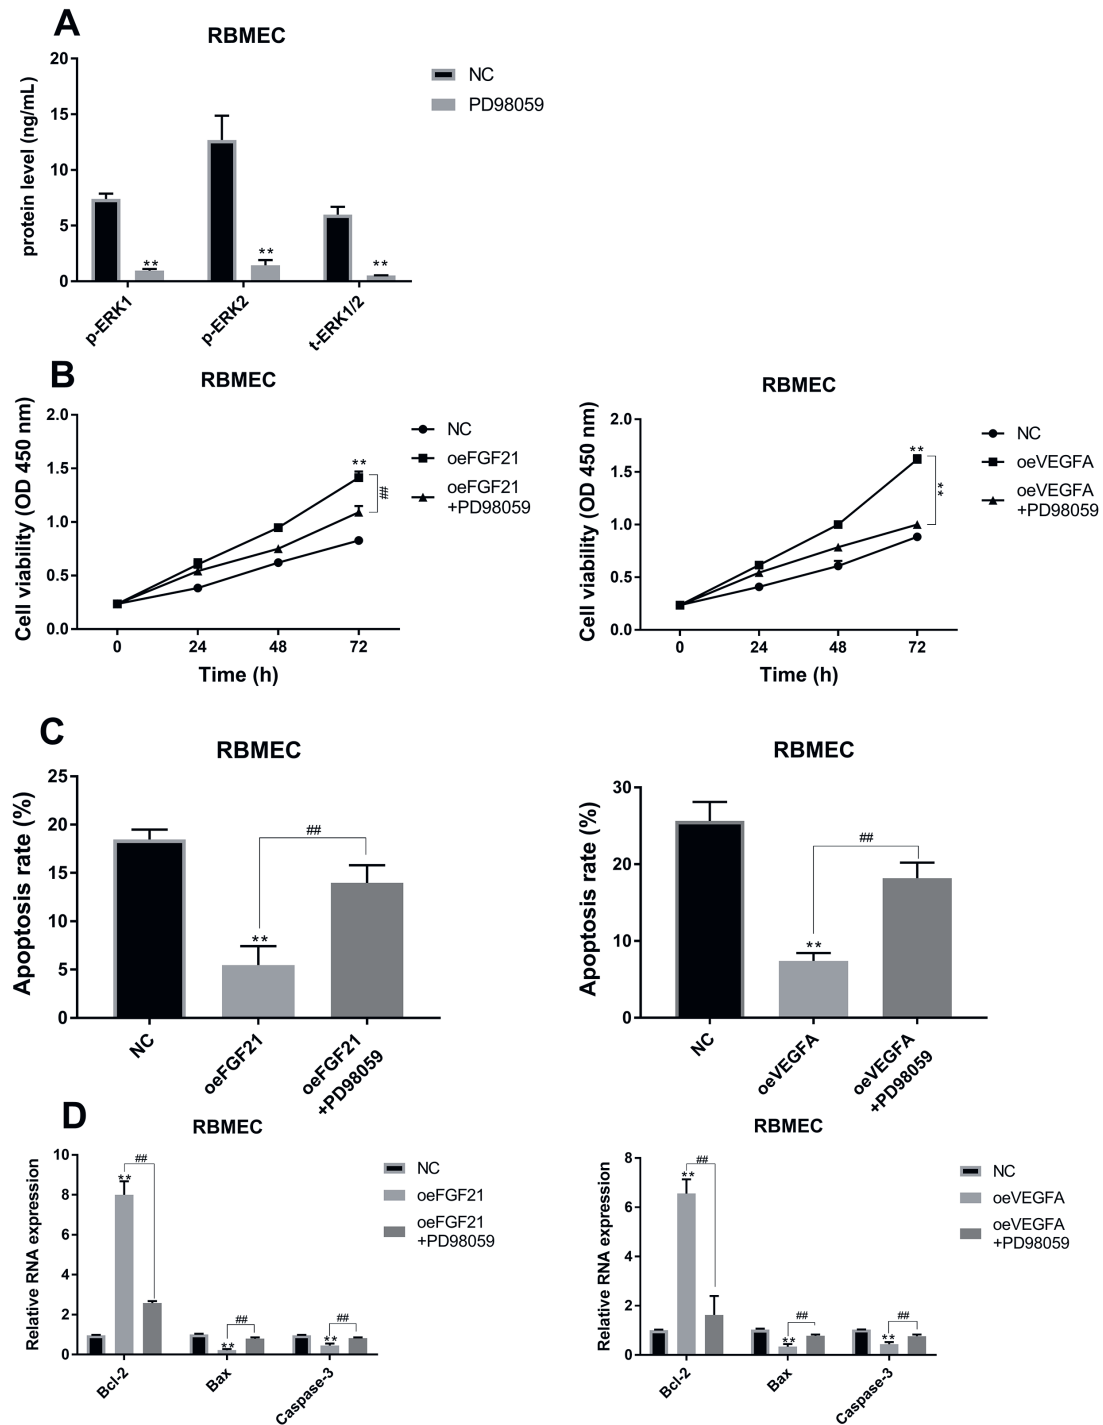 A
RBMEC
protein level (ng/mL)
20
15
10
5
0
** ** **
p-ERK1 p-ERK2 t-ERK1/2
NC
PD98059
B
RBMEC
Cell viability (OD 450 nm)
2.0
1.5
1.0
0.5
0.0
**
##
0 24 48 72
Time (h)
NC
oeFGF21
oeFGF21
+PD98059
RBMEC
Cell viability (OD 450 nm)
2.0
1.5
1.0
0.5
0.0
**
**
0 24 48 72
Time (h)
NC
oeVEGFA
oeVEGFA
+PD98059
C
RBMEC
Apoptosis rate (%)
25
20
15
10
5
0
##
**
NC oeFGF21 oeFGF21
+PD98059
RBMEC
Apoptosis rate (%)
30
20
10
0
##
**
NC oeVEGFA oeVEGFA
+PD98059
D
RBMEC
Relative RNA expression
10
8
6
4
2
0
##
**
## ##
** **
Bcl-2 Bax Caspase-3
NC
oeFGF21
oeFGF21
+PD98059
RBMEC
Relative RNA expression
8
6
4
2
0
##
**
## ##
** **
Bcl-2 Bax Caspase-3
NC
oeVEGFA
oeVEGFA
+PD98059